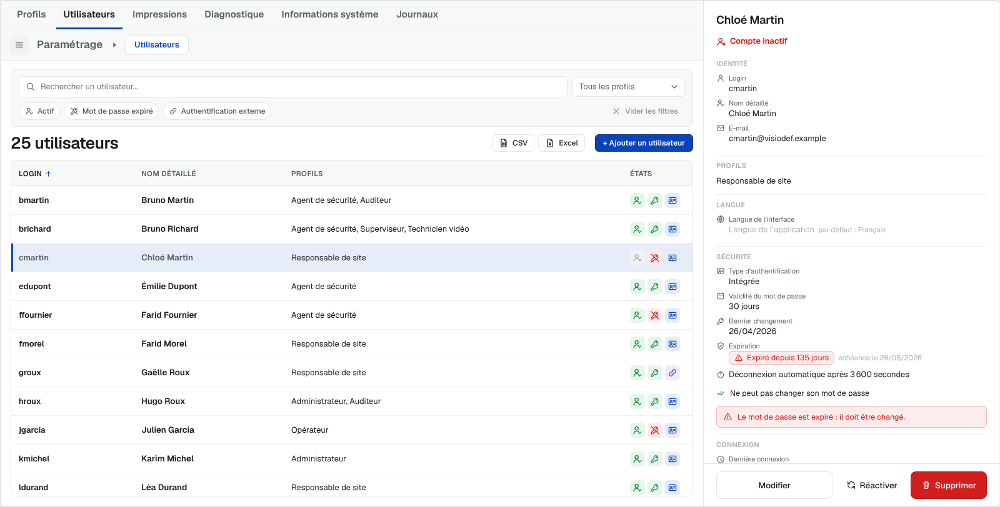 Profils Utilisateurs Impressions Diagnostique Informations système Journaux
Paramétrage Utilisateurs
Rechercher un utilisateur... Tous les profils
Actif Mot de passe expiré Authentification externe Vider les filtres
25 utilisateurs CSV Excel + Ajouter un utilisateur
LOGIN NOM DÉTAILLÉ PROFILS ÉTATS
bmartin Bruno Martin Agent de sécurité, Auditeur
brichard Bruno Richard Agent de sécurité, Superviseur, Technicien vidéo
cmartin Chloé Martin Responsable de site
edupont Émilie Dupont Agent de sécurité
ffournier Farid Fournier Agent de sécurité
fmorel Farid Morel Responsable de site
groux Gaëlle Roux Responsable de site
hroux Hugo Roux Administrateur, Auditeur
jgarcia Julien Garcia Opérateur
kmichel Karim Michel Administrateur
ldurand Léa Durand Responsable de site
Chloé Martin
Compte inactif
IDENTITÉ
Login
cmartin
Nom détaillé
Chloé Martin
E-mail
cmartin@visiodef.example
PROFILS
Responsable de site
LANGUE
Langue de l'interface
Langue de l'application par défaut : Français
SÉCURITÉ
Type d'authentification
Intégrée
Validité du mot de passe
30 jours
Dernier changement
26/04/2026
Expiration
Expiré depuis 135 jours échéance le 26/05/2026
Déconnexion automatique après 3 600 secondes
Ne peut pas changer son mot de passe
Le mot de passe est expiré : il doit être changé.
CONNEXION
Dernière connexion
Modifier Réactiver Supprimer